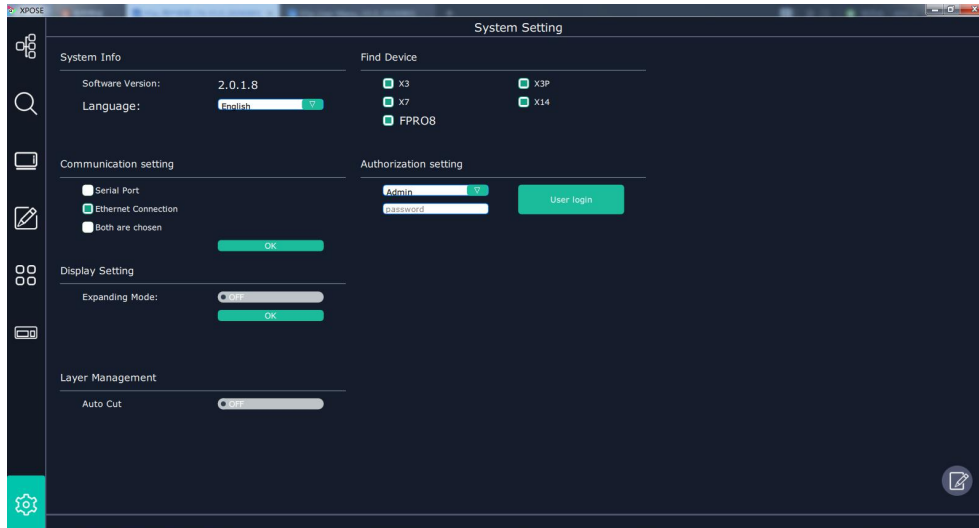 XPOSE
System Setting
System Info
Software Version: 2.0.1.8
Language: English
Find Device
X3 X3P
X7 X14
FPRO8
Communication setting
Serial Port
Ethernet Connection
Both are chosen
OK
Authorization setting
Admin
password
User login
Display Setting
Expanding Mode: OFF
OK
Layer Management
Auto Cut OFF